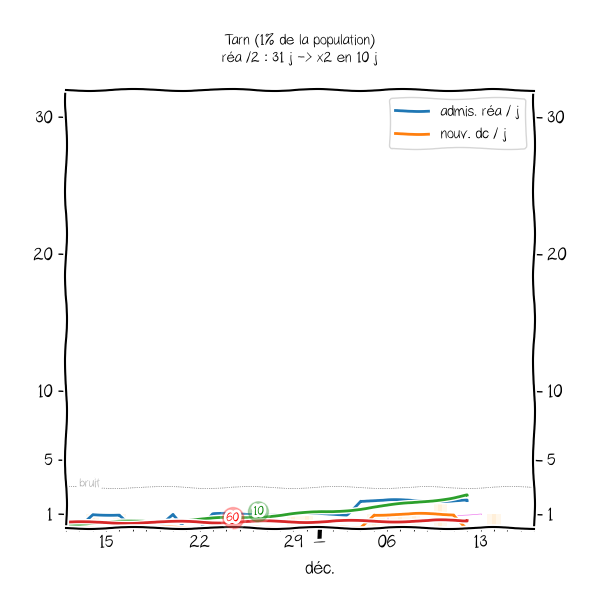 Tarn (1% de la population)
réa /2 : 31 j -> x2 en 10 j
admis. réa / j
nouv. dc / j
30
30
20
20
10
10
5
5
bruit
1
60
10
1
15
22
29
06
13
déc.